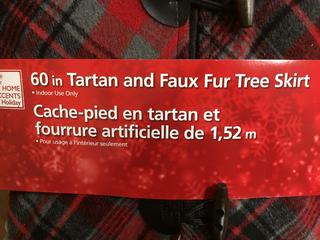 HOME
ACCENTS
Holiday
60 in Tartan and Faux Fur Tree Skirt
• Indoor Use Only
Cache-pied en tartan et
fourrure artificielle de 1,52 m
• Pour usage à l'intérieur seulement